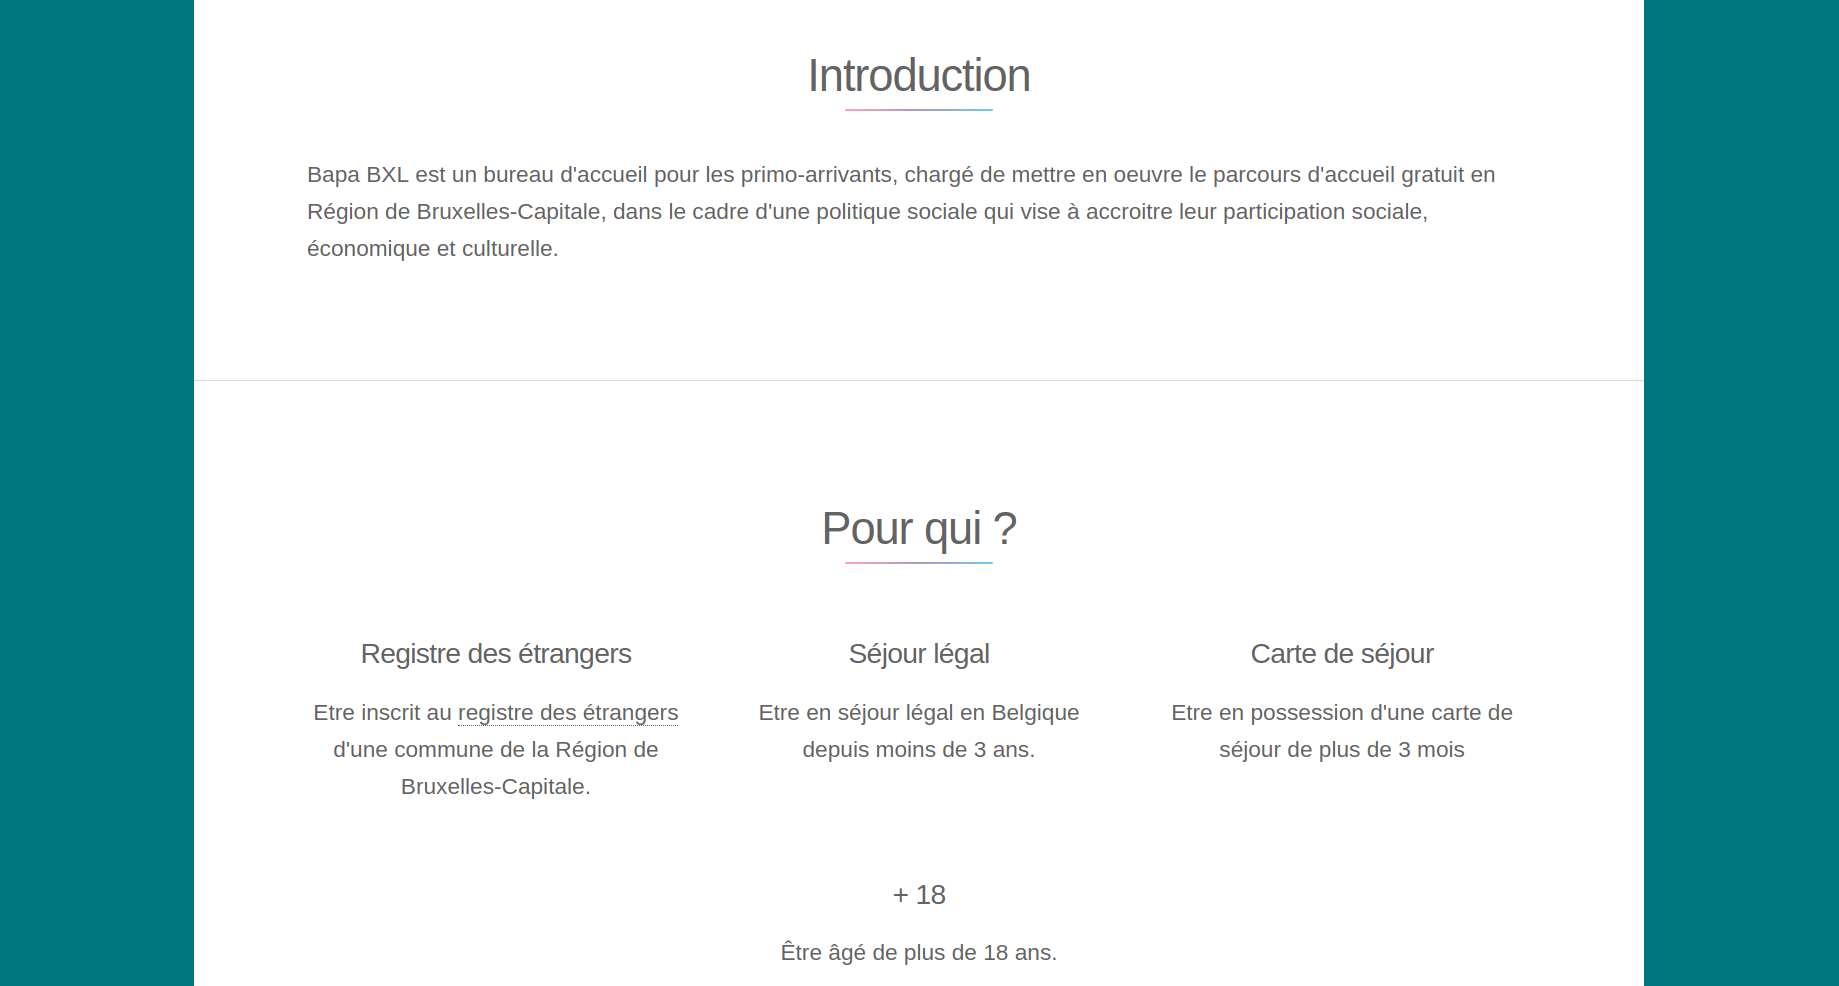 Introduction
Bapa BXL est un bureau d'accueil pour les primo-arrivants, chargé de mettre en oeuvre le parcours d'accueil gratuit en
Région de Bruxelles-Capitale, dans le cadre d'une politique sociale qui vise à accroitre leur participation sociale,
économique et culturelle.
Pour qui ?
Registre des étrangers
Etre inscrit au registre des étrangers
d'une commune de la Région de
Bruxelles-Capitale.
Séjour légal
Etre en séjour légal en Belgique
depuis moins de 3 ans.
Carte de séjour
Etre en possession d'une carte de
séjour de plus de 3 mois
+ 18
Être âgé de plus de 18 ans.